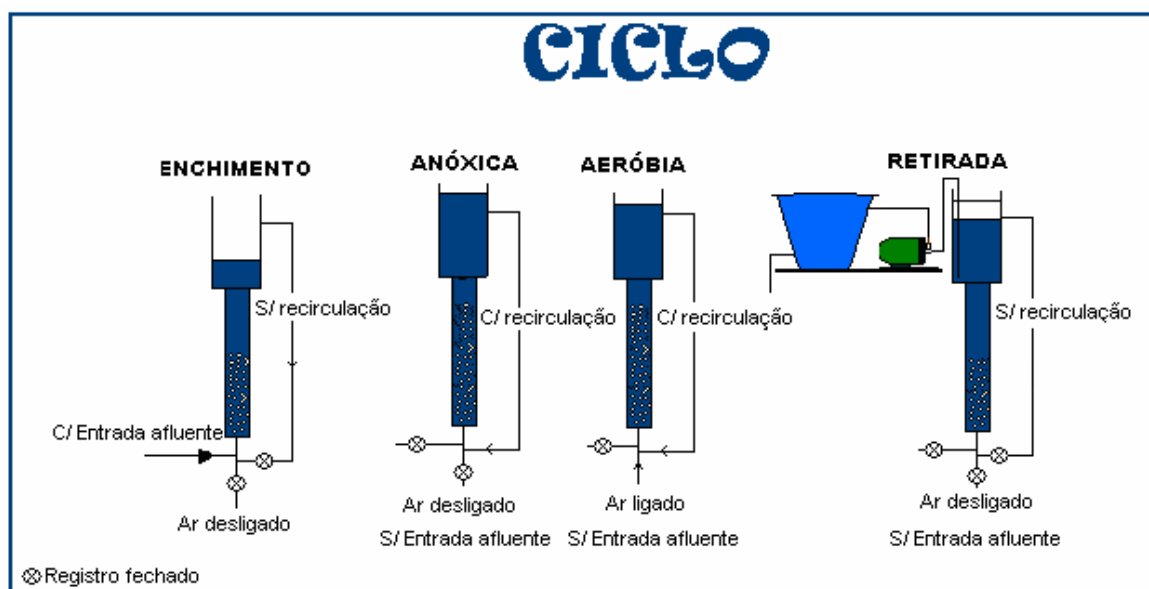 CICLO
ENCHIMENTO
S/ recirculação
C/ Entrada afluente
Ar desligado
ANÓXICA
C/ recirculação
Ar desligado
S/ Entrada afluente
AERÓBIA
C/ recirculação
Ar ligado
S/ Entrada afluente
RETIRADA
S/ recirculação
Ar desligado
S/ Entrada afluente
Registro fechado